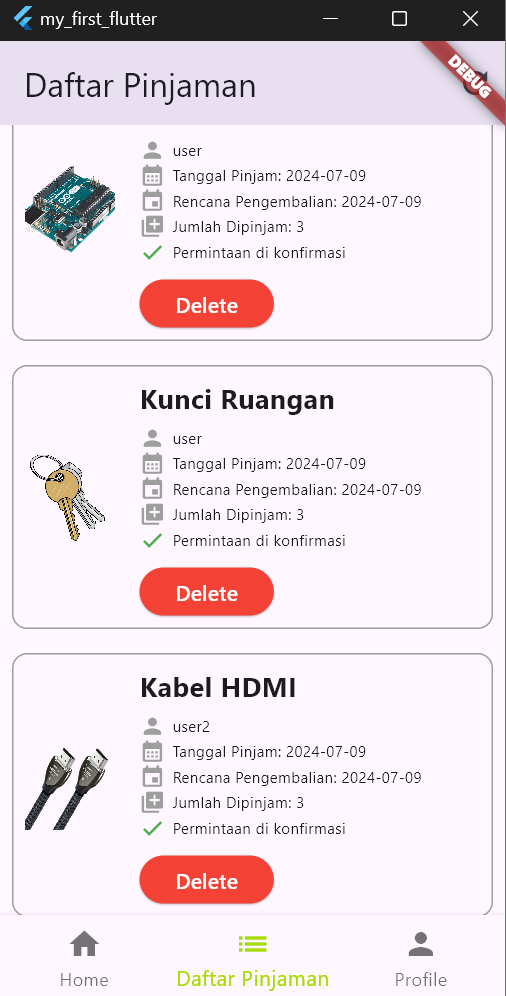 my_first_flutter
Daftar Pinjaman
DEBUG
user
Tanggal Pinjam: 2024-07-09
Rencana Pengembalian: 2024-07-09
Jumlah Dipinjam: 3
Permintaan di konfirmasi
Delete
Kunci Ruangan
user
Tanggal Pinjam: 2024-07-09
Rencana Pengembalian: 2024-07-09
Jumlah Dipinjam: 3
Permintaan di konfirmasi
Delete
Kabel HDMI
user2
Tanggal Pinjam: 2024-07-09
Rencana Pengembalian: 2024-07-09
Jumlah Dipinjam: 3
Permintaan di konfirmasi
Delete
Home
Daftar Pinjaman
Profile